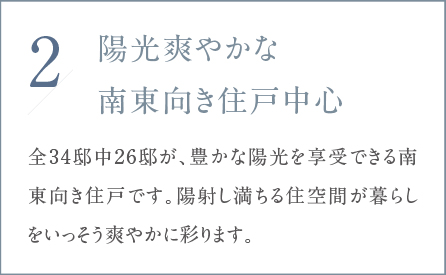 2
陽光爽やかな
南東向き住戸中心
全34邸中26邸が、豊かな陽光を享受できる南
東向き住戸です。陽射し満ちる住空間が暮らし
をいっそう爽やかに彩ります。